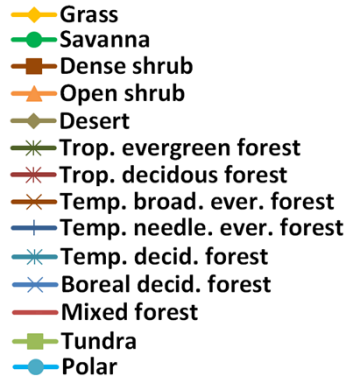 Grass
Savanna
Dense shrub
Open shrub
Desert
Trop. evergreen forest
Trop. decidous forest
Temp. broad. ever. forest
Temp. needle. ever. forest
Temp. decid. forest
Boreal decid. forest
Mixed forest
Tundra
Polar